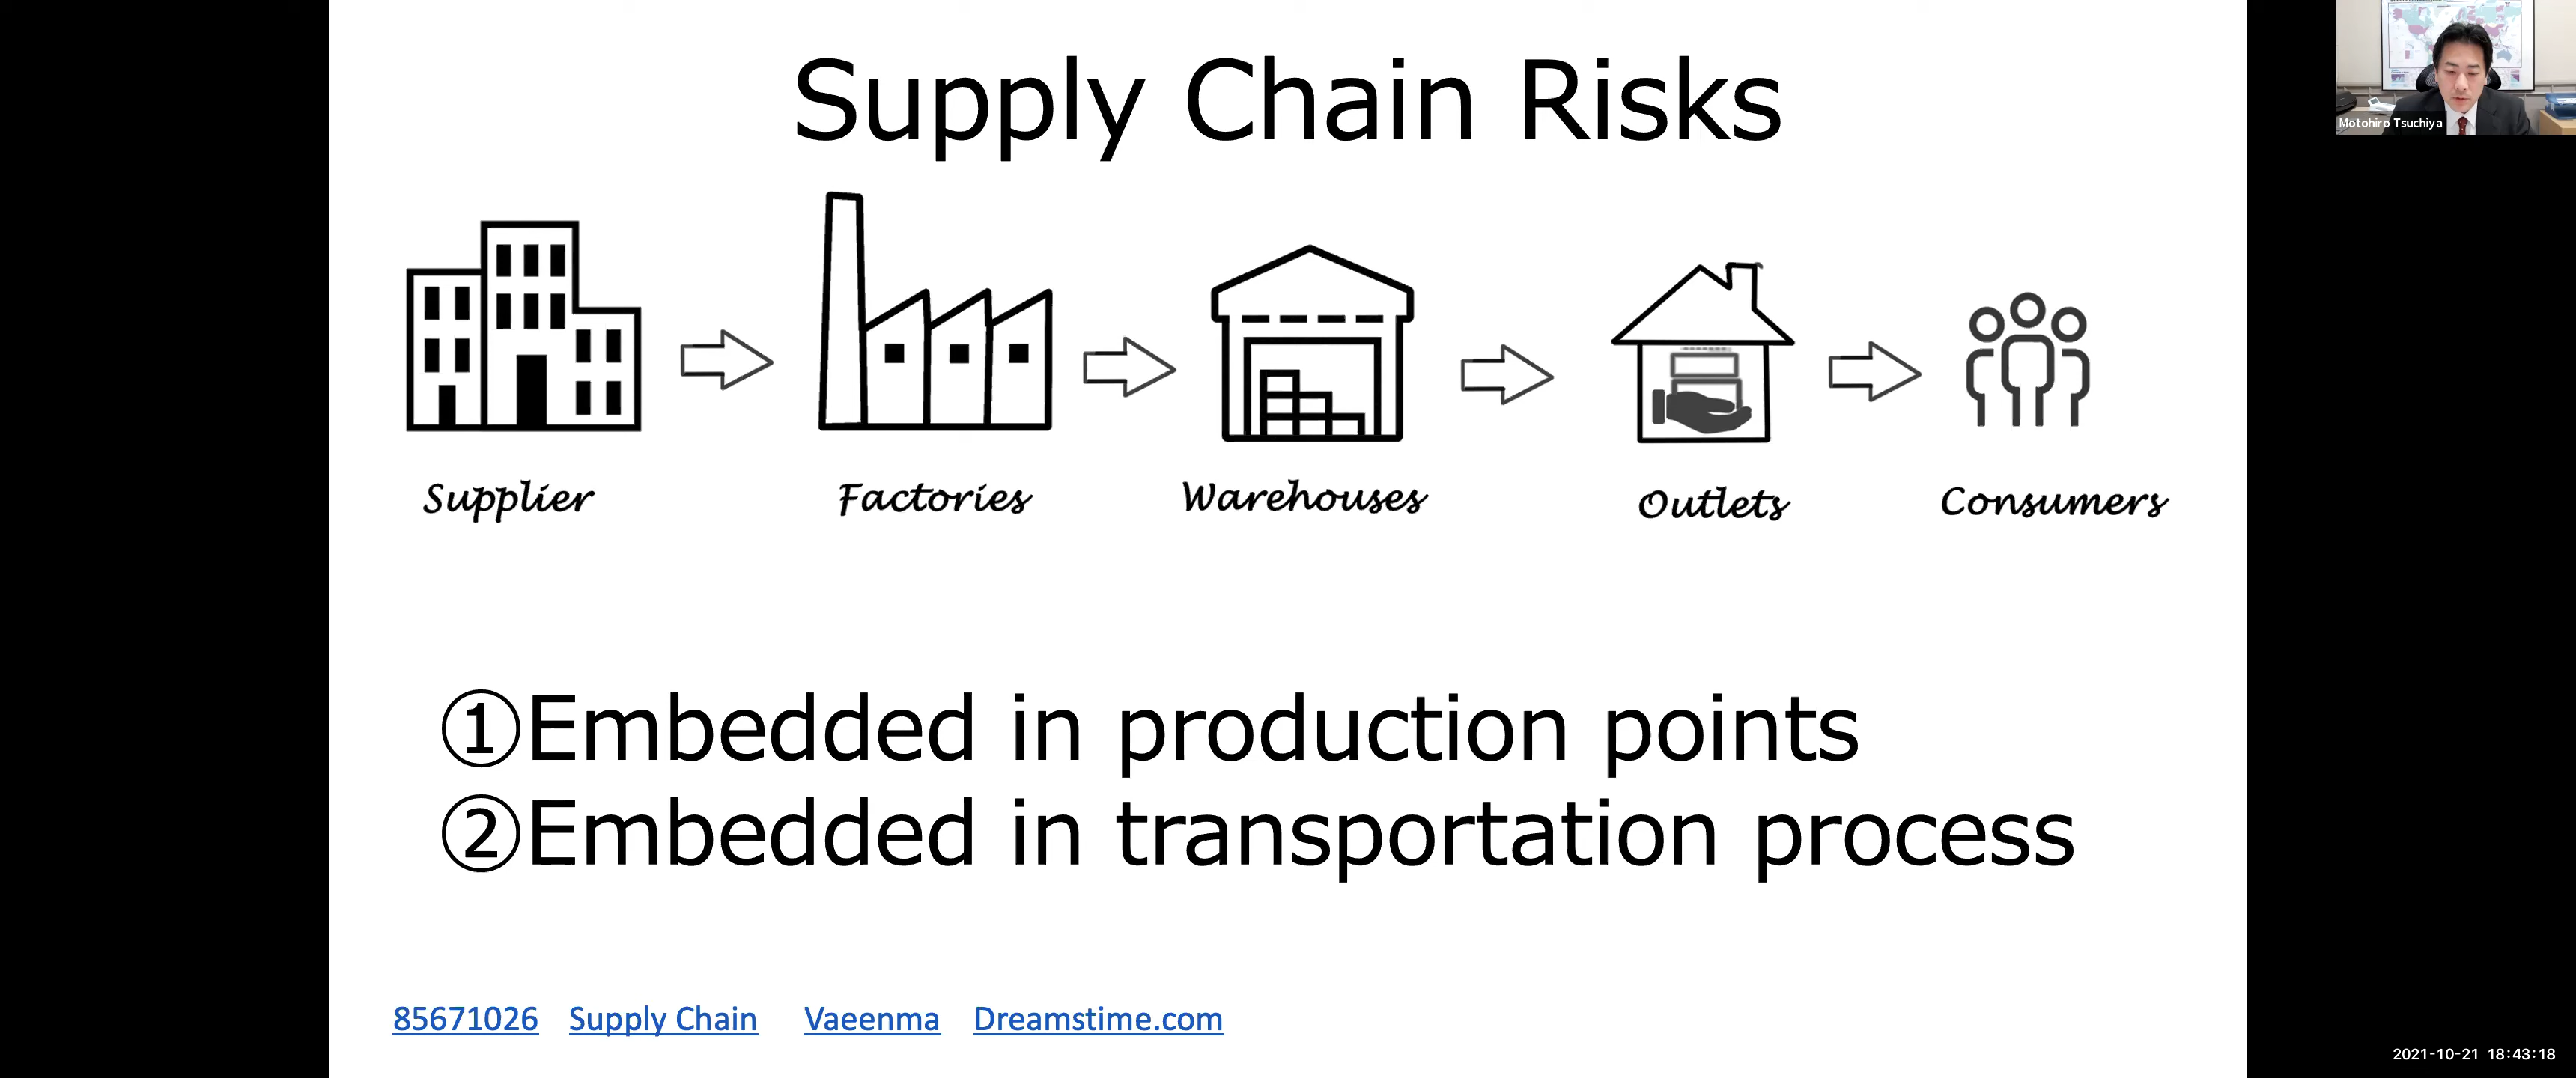 Supply Chain Risks
Motohiro Tsuchiya
Supplier
Factories
Warehouses
Outlets
Consumers
①Embedded in production points
②Embedded in transportation process
85671026 Supply Chain Vaeenma Dreamstime.com
2021-10-21 18:43:18